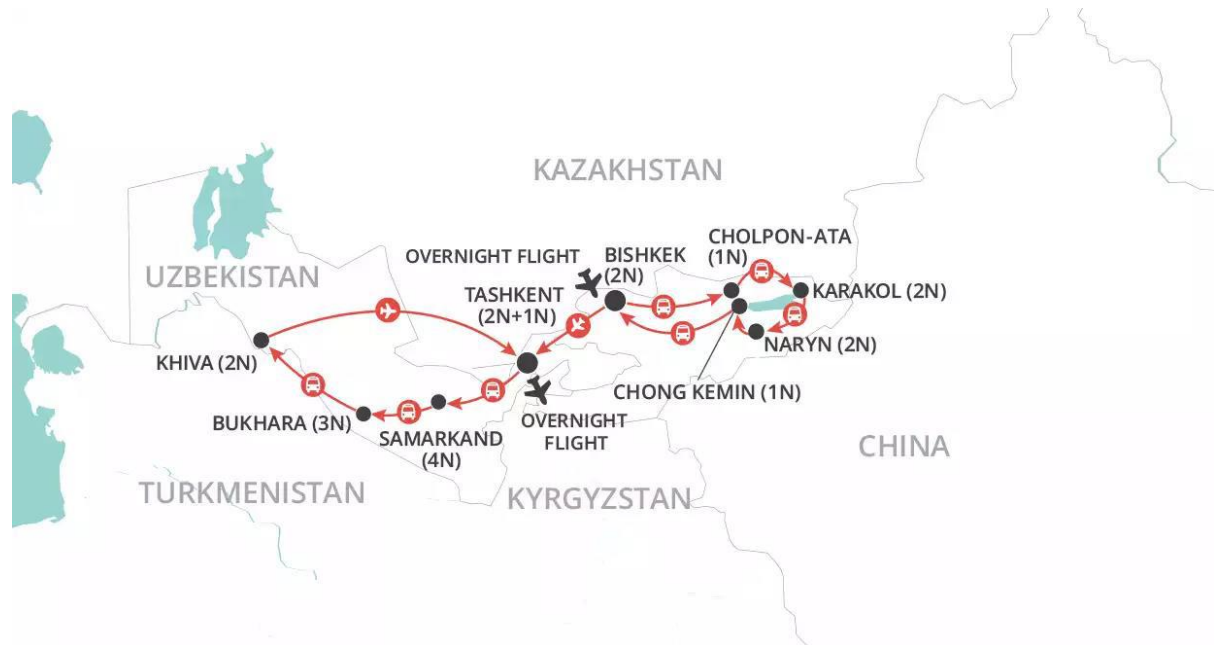 KAZAKHSTAN
CHOLPON-ATA
(1N)
OVERNIGHT FLIGHT
BISHKEK
(2N)
UZBEKISTAN
TASHKENT
(2N+1N)
KARAKOL (2N)
NARYN (2N)
KHIVA (2N)
CHONG KEMIN (1N)
BUKHARA (3N)
SAMARKAND
(4N)
OVERNIGHT
FLIGHT
CHINA
TURKMENISTAN
KYRGYZSTAN